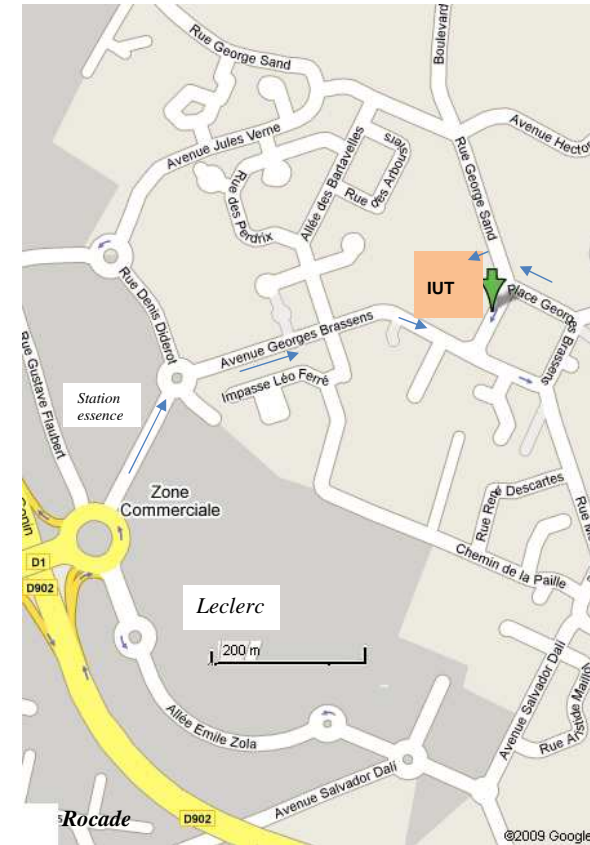 Rue George Sand
Boulevard
Avenue Hector
Avenue Jules Verne
Allée des Bartavelles
Rue des Arbousiers
Rue George Sand
Rue des Perdrix
IUT
Place Georges Brassens
Rue Denis Diderot
Avenue Georges Brassens
Rue Gustave Flaubert
Impasse Léo Ferré
Station
essence
Zone
Commerciale
Rue René Descartes
Chemin de la Paille
D1
D902
Leclerc
200 m
Avenue Salvador Dalí
Rue Aristide Maillol
Allée Emile Zola
Avenue Salvador Dalí
Rocade
D902
©2009 Google